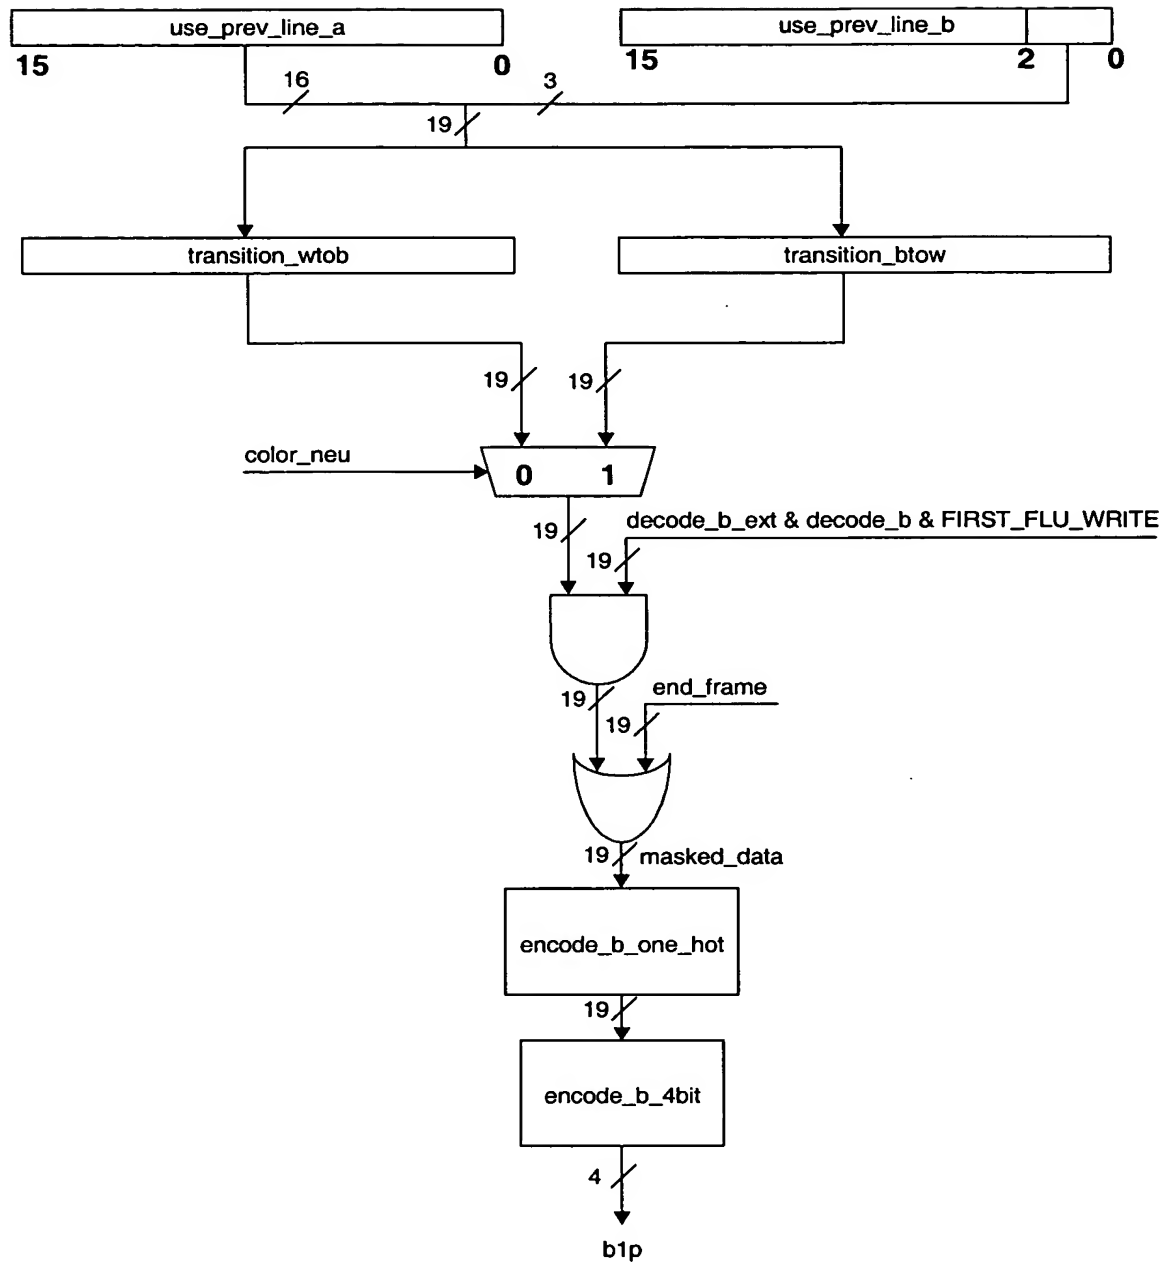 use_prev_line_a
use_prev_line_b
15
0
15
2
0
16
3
19
transition_wtob
transition_btow
19
19
color_neu
0
1
19
decode_b_ext & decode_b & FIRST_FLU_WRITE
19
19
end_frame
19
19
masked_data
encode_b_one_hot
19
encode_b_4bit
4
b1p